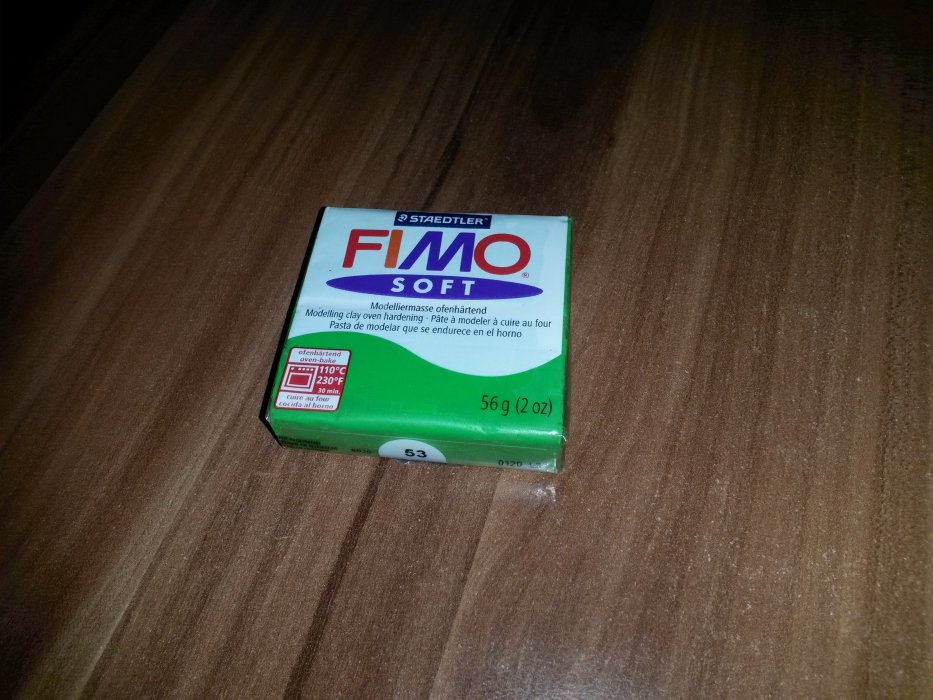 STAEDTLER
FIMO®
SOFT
Modelliermasse ofenhärtend
Modelling clay oven hardening · Pâte à modeler à cuire au four
Pasta de modelar que se endurece en el horno
ofenhärtend
oven-bake
110°C
230°F
30 min.
cuire au four
cocida al horno
56 g (2 oz)
53